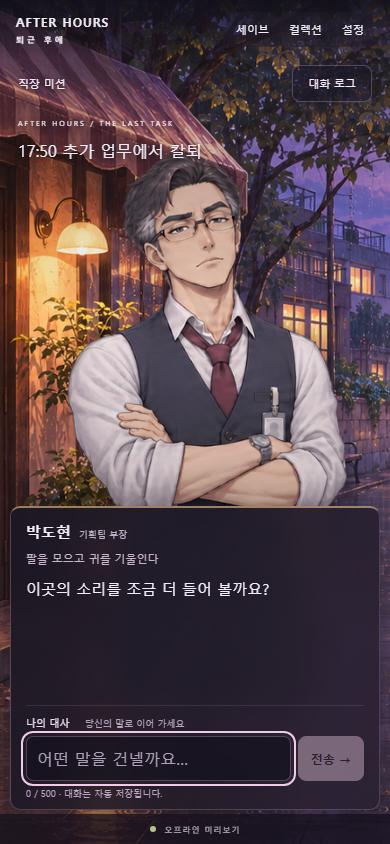 AFTER HOURS
퇴근 후에
세이브 컬렉션 설정
직장 미션
대화 로그
AFTER HOURS / THE LAST TASK
17:50 추가 업무에서 칼퇴
박도현 기획팀 부장
팔을 모으고 귀를 기울인다
이곳의 소리를 조금 더 들어 볼까요?
나의 대사 당신의 말로 이어 가세요
어떤 말을 건넬까요...
전송 →
0 / 500 · 대화는 자동 저장됩니다.
오프라인 미리보기